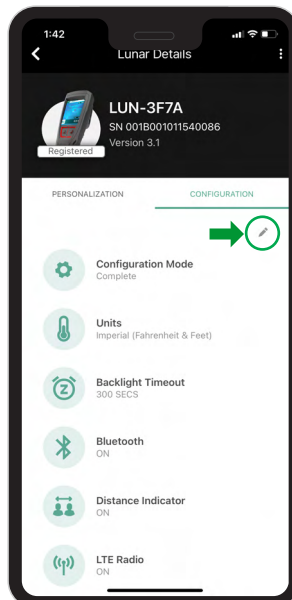 1:42
Lunar Details
LUN-3F7A
SN 001B001011540086
Version 3.1
Registered
PERSONALIZATION CONFIGURATION
Configuration Mode
Complete
Units
Imperial (Fahrenheit & Feet)
Z
Backlight Timeout
300 SECS
Bluetooth
ON
Distance Indicator
ON
LTE Radio
ON